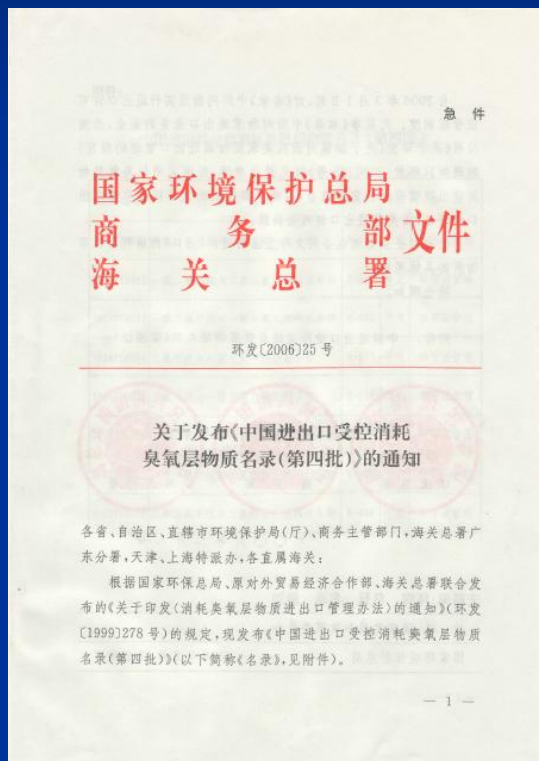 急 件
国家环境保护总局
商务部文件
海关总署
环发〔2006〕25 号
关于发布《中国进出口受控消耗
臭氧层物质名录(第四批)》的通知
各省、自治区、直辖市环境保护局(厅)、商务主管部门,海关总署广
东分署,天津、上海特派办,各直属海关:
根据国家环保总局、原对外贸易经济合作部、海关总署联合发
布的《关于印发〈消耗臭氧层物质进出口管理办法〉的通知》(环发
〔1999〕278 号)的规定,现发布《中国进出口受控消耗臭氧层物质
名录(第四批)》(以下简称《名录》,见附件)。
— 1 —